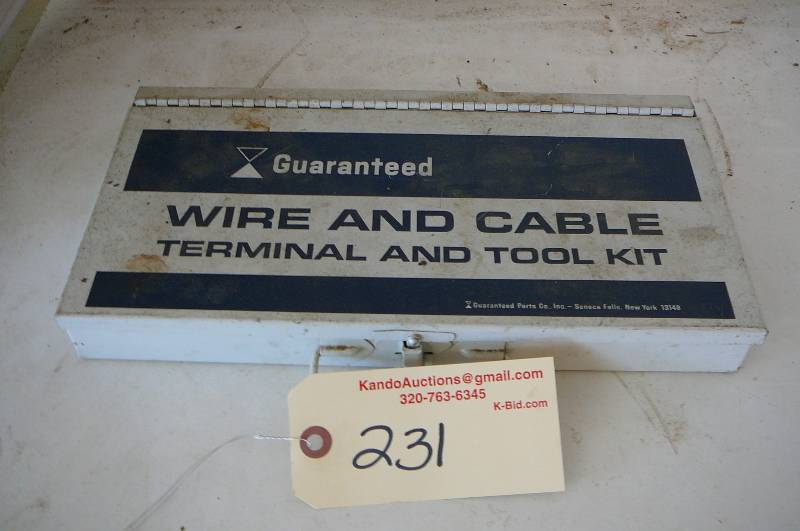 Guaranteed
WIRE AND CABLE
TERMINAL AND TOOL KIT
Guaranteed Parts Co., Inc. – Seneca Falls, New York 13148
KandoAuctions@gmail.com
320-763-6345
K-Bid.com
231